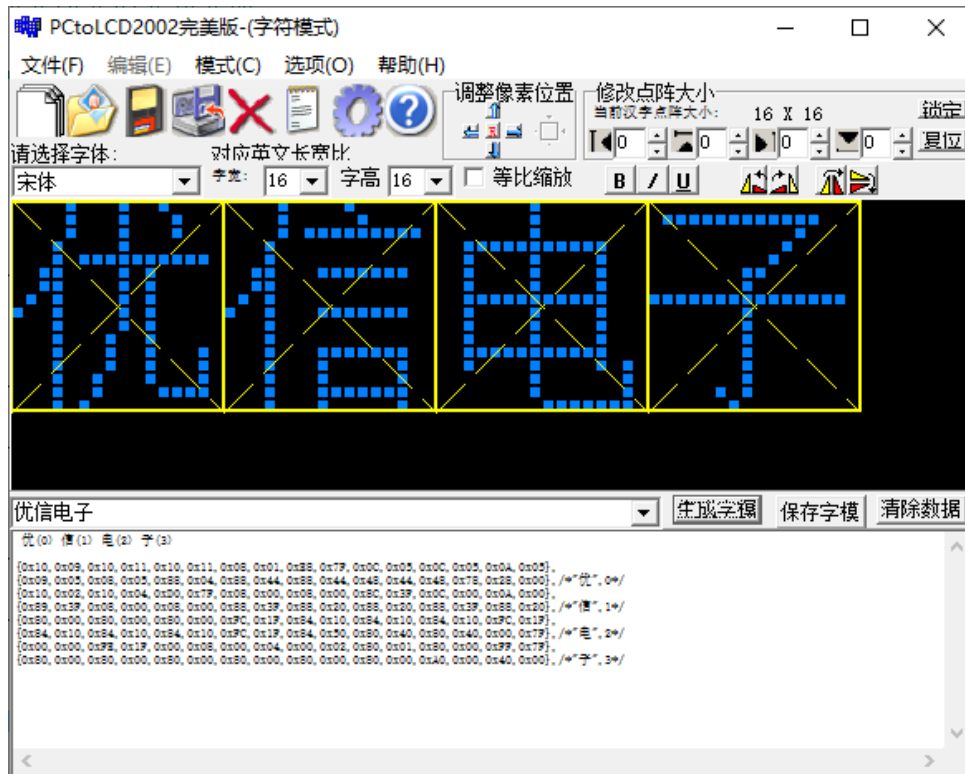 PCtoLCD2002完美版-(字符模式)
文件(F) 编辑(E) 模式(C) 选项(O) 帮助(H)
调整像素位置 修改点阵大小
当前汉字点阵大小: 16 X 16 锁定
0 0 0 0 复位
请选择字体: 对应英文长宽比
宋体 字宽: 16 字高 16 等比缩放 B I U
优信电子
优信电子 生成字模 保存字模 清除数据
优(0) 信(1) 电(2) 子(3)
{0x10,0x09,0x10,0x11,0x10,0x11,0x08,0x01,0x88,0x7F,0x0C,0x05,0x0C,0x05,0x0A,0x05},
{0x09,0x05,0x08,0x05,0x88,0x04,0x88,0x44,0x88,0x44,0x48,0x44,0x48,0x78,0x28,0x00},/*"优",0*/
{0x10,0x02,0x10,0x04,0xD0,0x7F,0x08,0x00,0x08,0x00,0x8C,0x3F,0x0C,0x00,0x0A,0x00},
{0x89,0x3F,0x08,0x00,0x08,0x00,0x88,0x3F,0x88,0x20,0x88,0x20,0x88,0x3F,0x88,0x20},/*"信",1*/
{0x80,0x00,0x80,0x00,0x80,0x00,0xFC,0x1F,0x84,0x10,0x84,0x10,0x84,0x10,0xFC,0x1F},
{0x84,0x10,0x84,0x10,0x84,0x10,0xFC,0x1F,0x84,0x50,0x80,0x40,0x80,0x40,0x00,0x7F},/*"电",2*/
{0x00,0x00,0xFE,0x1F,0x00,0x08,0x00,0x04,0x00,0x02,0x80,0x01,0x80,0x00,0xFF,0x7F},
{0x80,0x00,0x80,0x00,0x80,0x00,0x80,0x00,0x80,0x00,0x80,0x00,0xA0,0x00,0x40,0x00},/*"子",3*/